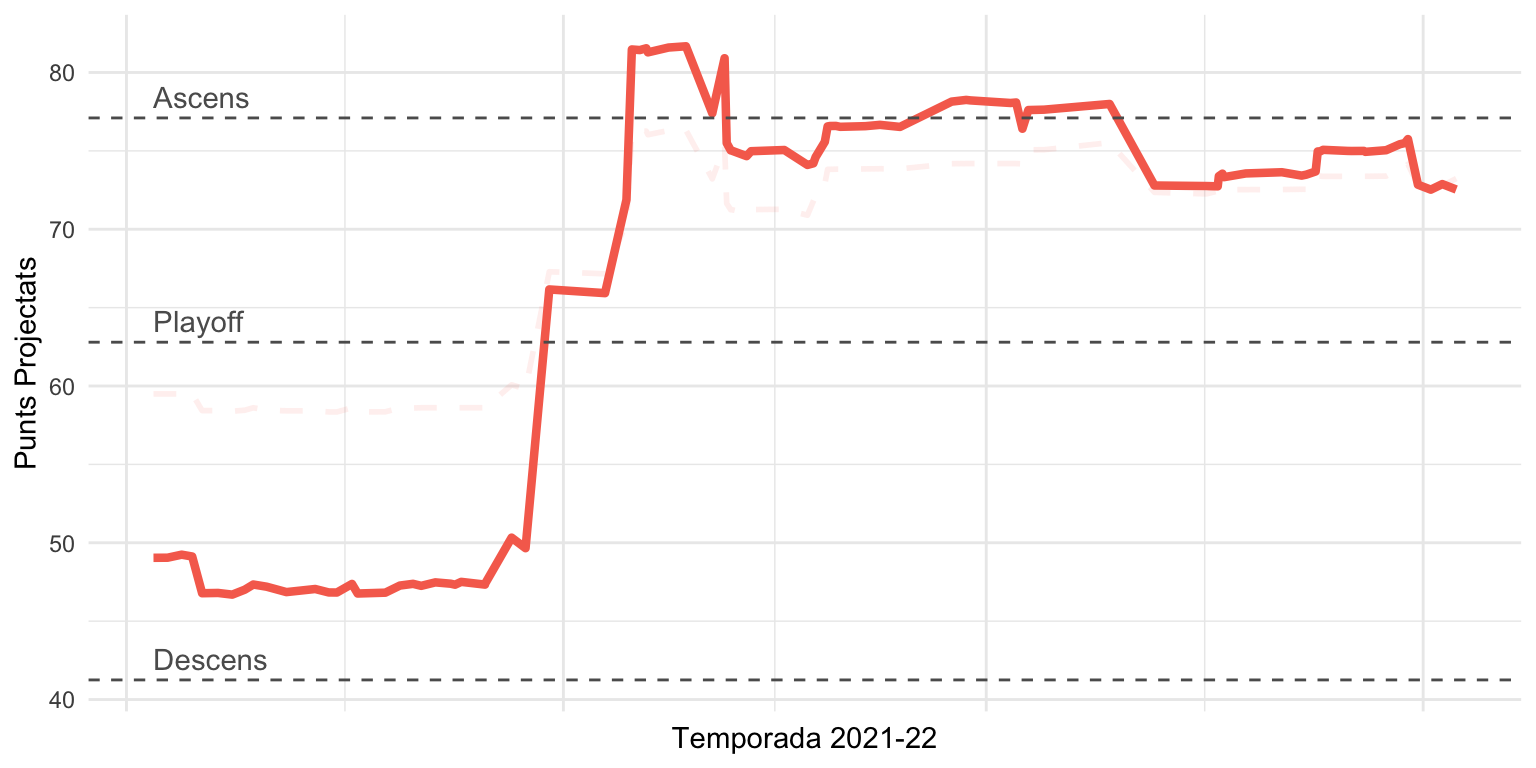 80
Ascens
70
Playoff
60
50
Descens
40
Punts Projectats
Temporada 2021-22